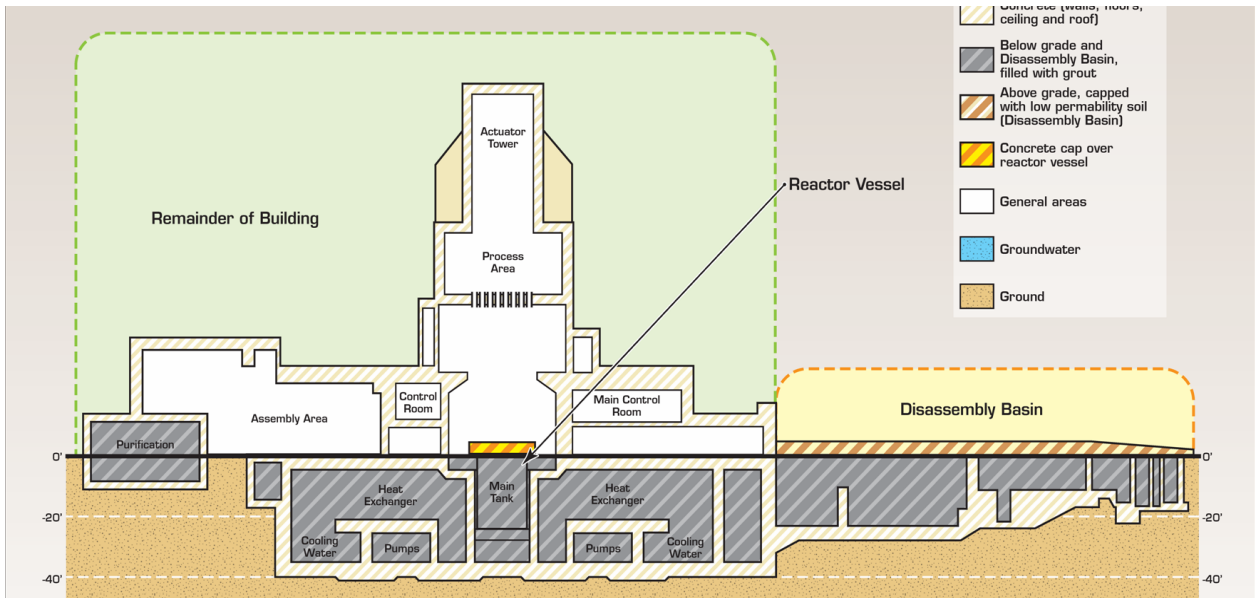 Concrete (walls, floors,
ceiling and roof)
Below grade and
Disassembly Basin,
filled with grout
Above grade, capped
with low permability soil
(Disassembly Basin)
Concrete cap over
reactor vessel
General areas
Groundwater
Ground
Actuator
Tower
Reactor Vessel
Remainder of Building
Process
Area
Control
Room
Main Control
Room
Assembly Area
Disassembly Basin
Purification
0'
0'
Heat
Exchanger
Main
Tank
Heat
Exchanger
-20'
-20'
Cooling
Water
Pumps
Pumps
Cooling
Water
-40'
-40'